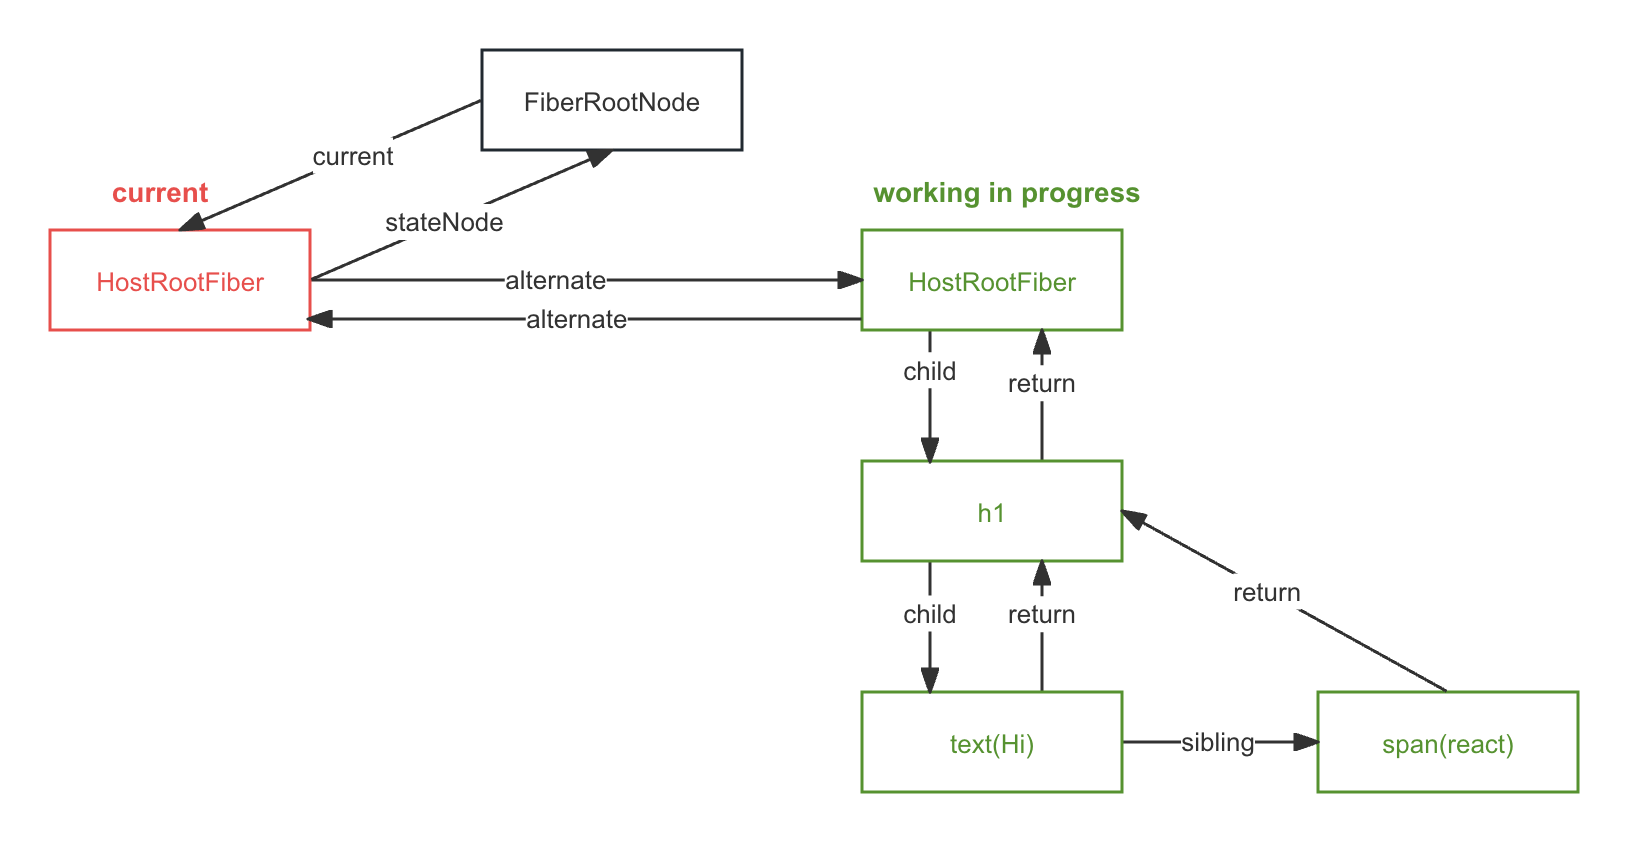 FiberRootNode
current
current
working in progress
stateNode
HostRootFiber
alternate
HostRootFiber
alternate
child
return
h1
return
child
return
text(Hi)
sibling
span(react)